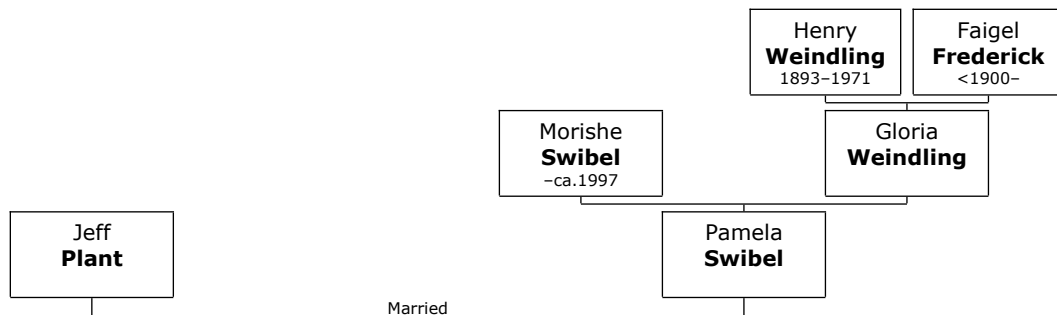 Henry
Weindling
1893–1971
Faigel
Frederick
<1900–
Morishe
Swibel
–ca.1997
Gloria
Weindling
Jeff
Plant
Pamela
Swibel
Married